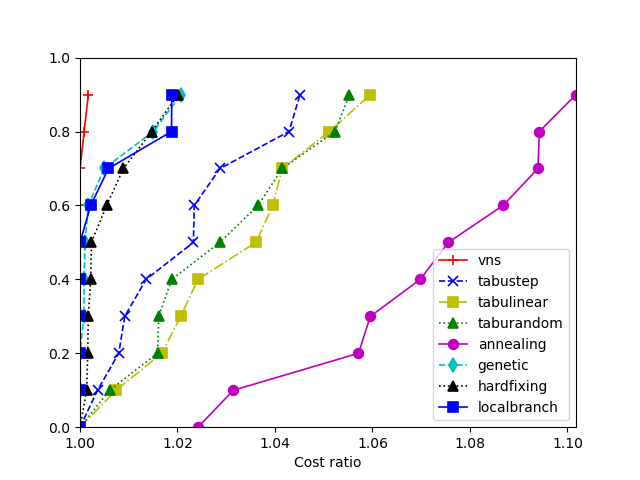 1.0
0.8
0.6
0.4
0.2
0.0
vns
tabustep
tabulinear
taburandom
annealing
genetic
hardfixing
localbranch
1.00 1.02 1.04 1.06 1.08 1.10
Cost ratio